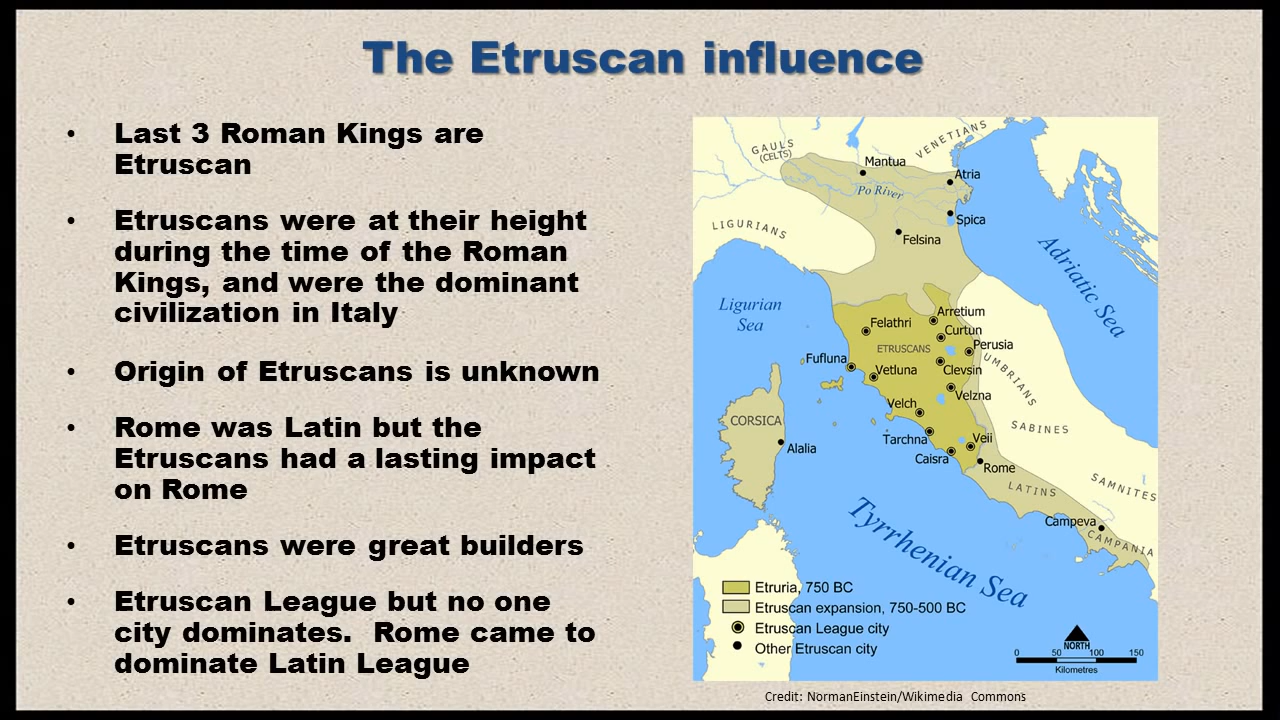 The Etruscan influence
• Last 3 Roman Kings are
Etruscan
• Etruscans were at their height
during the time of the Roman
Kings, and were the dominant
civilization in Italy
• Origin of Etruscans is unknown
• Rome was Latin but the
Etruscans had a lasting impact
on Rome
• Etruscans were great builders
• Etruscan League but no one
city dominates.  Rome came to
dominate Latin League
GAULS
(CELTS)
VENETIANS
Mantua
Atria
Po River
Spica
LIGURIANS
Felsina
Adriatic Sea
Ligurian
Sea
Arretium
Felathri
Curtun
ETRUSCANS
Perusia
Fufluna
Vetluna
Clevsin
UMBRIANS
Velzna
Velch
CORSICA
SABINES
Tarchna
Veii
Alalia
Caisra
Rome
SAMNITES
LATINS
Campeva
CAMPANIA
Tyrrhenian Sea
Etruria, 750 BC
Etruscan expansion, 750-500 BC
Etruscan League city
Other Etruscan city
NORTH
0 50 100 150
Kilometres
Credit: NormanEinstein/Wikimedia Commons